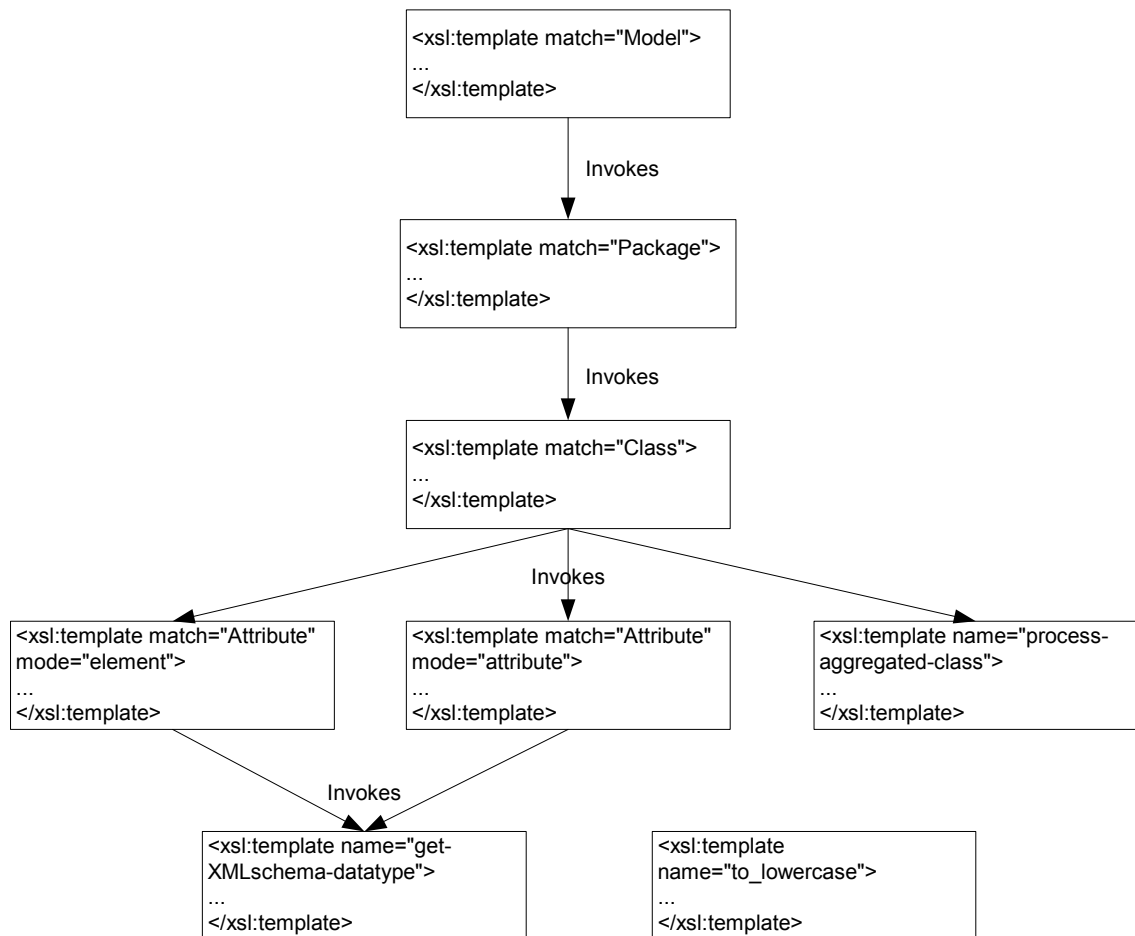 <xsl:template match="Model">
...
</xsl:template>
Invokes
<xsl:template match="Package">
...
</xsl:template>
Invokes
<xsl:template match="Class">
...
</xsl:template>
Invokes
<xsl:template match="Attribute"
mode="element">
...
</xsl:template>
<xsl:template match="Attribute"
mode="attribute">
...
</xsl:template>
<xsl:template name="process-
aggregated-class">
...
</xsl:template>
Invokes
<xsl:template name="get-
XMLschema-datatype">
...
</xsl:template>
<xsl:template
name="to_lowercase">
...
</xsl:template>